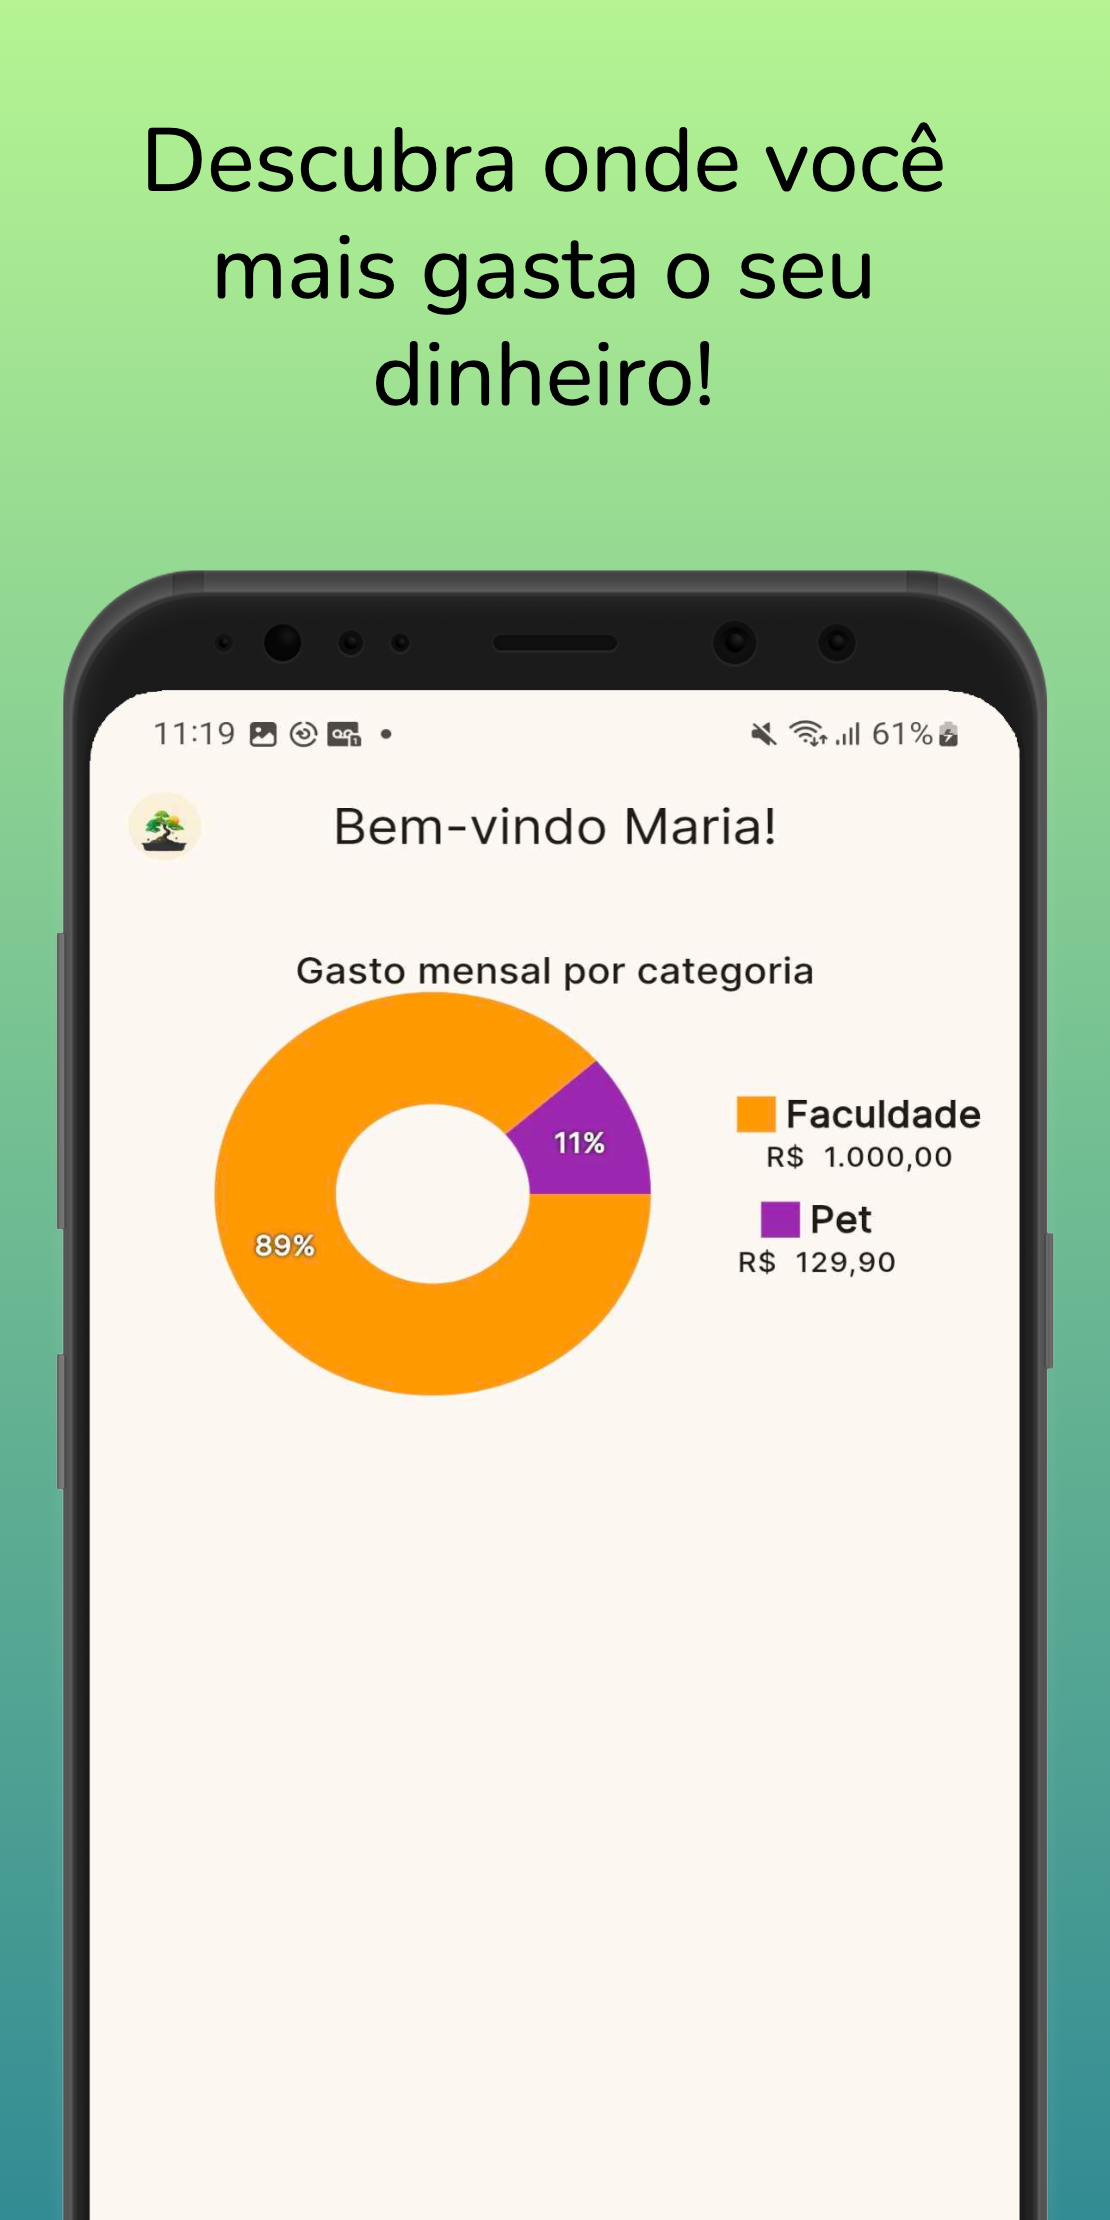 Descubra onde você
mais gasta o seu
dinheiro!
11:19
61%
Bem-vindo Maria!
Gasto mensal por categoria
11%
89%
Faculdade
R$ 1.000,00
Pet
R$ 129,90